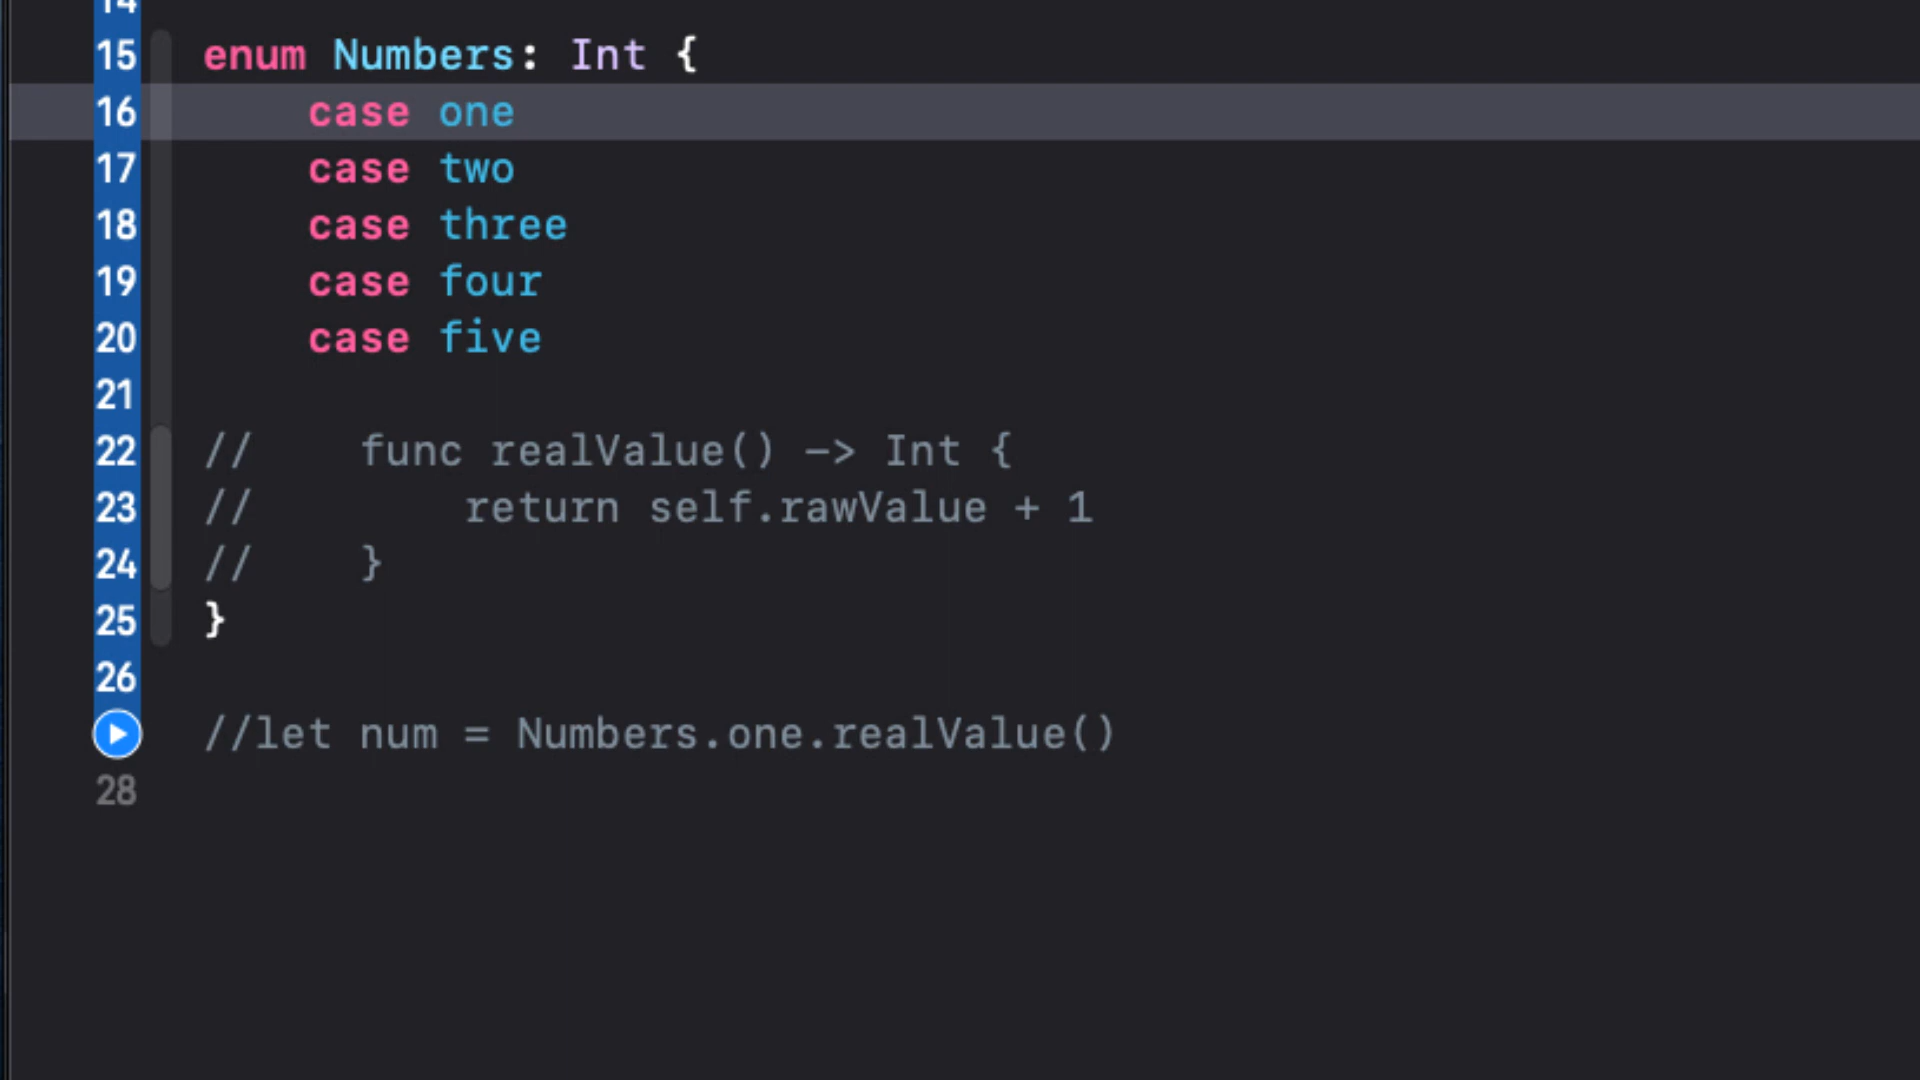 14
15 enum Numbers: Int {
16 case one
17 case two
18 case three
19 case four
20 case five
21
22 // func realValue() -> Int {
23 // return self.rawValue + 1
24 // }
25 }
26
//let num = Numbers.one.realValue()
28